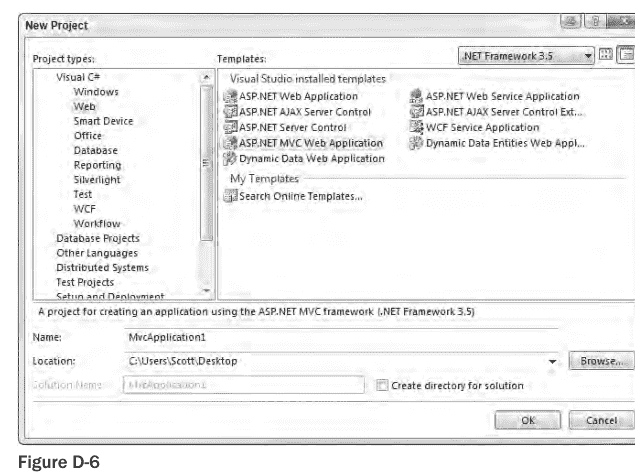 New Project
Project types:
Templates:
.NET Framework 3.5
Visual C#
Windows
Web
Smart Device
Office
Database
Reporting
Silverlight
Test
WCF
Workflow
Database Projects
Other Languages
Distributed Systems
Test Projects
Setup and Deployment
Visual Studio installed templates
ASP.NET Web Application
ASP.NET Web Service Application
ASP.NET AJAX Server Control
ASP.NET AJAX Server Control Ext...
ASP.NET Server Control
WCF Service Application
ASP.NET MVC Web Application
Dynamic Data Entities Web Appl...
Dynamic Data Web Application
My Templates
Search Online Templates...
A project for creating an application using the ASP.NET MVC framework (.NET Framework 3.5)
Name:
MvcApplication1
Location:
C:\Users\Scott\Desktop
Browse...
Solution Name:
MvcApplication1
Create directory for solution
OK
Cancel
Figure D-6